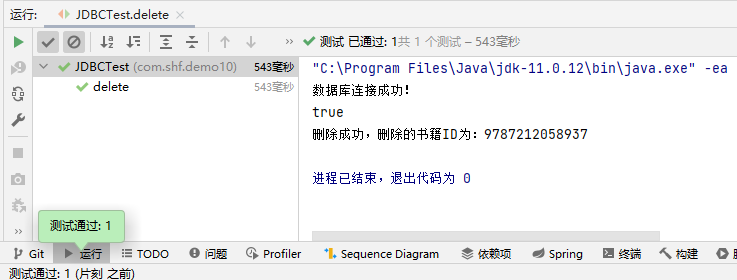 运行: JDBCTest.delete
测试 已通过: 1共 1 个测试 – 543毫秒
JDBCTest (com.shf.demo10) 543毫秒
delete 543毫秒
"C:\Program Files\Java\jdk-11.0.12\bin\java.exe" -ea
数据库连接成功!
true
删除成功，删除的书籍ID为：9787212058937
进程已结束，退出代码为 0
测试通过: 1
Git 运行 TODO 问题 Profiler Sequence Diagram 依赖项 Spring 终端 构建
测试通过: 1 (片刻 之前)